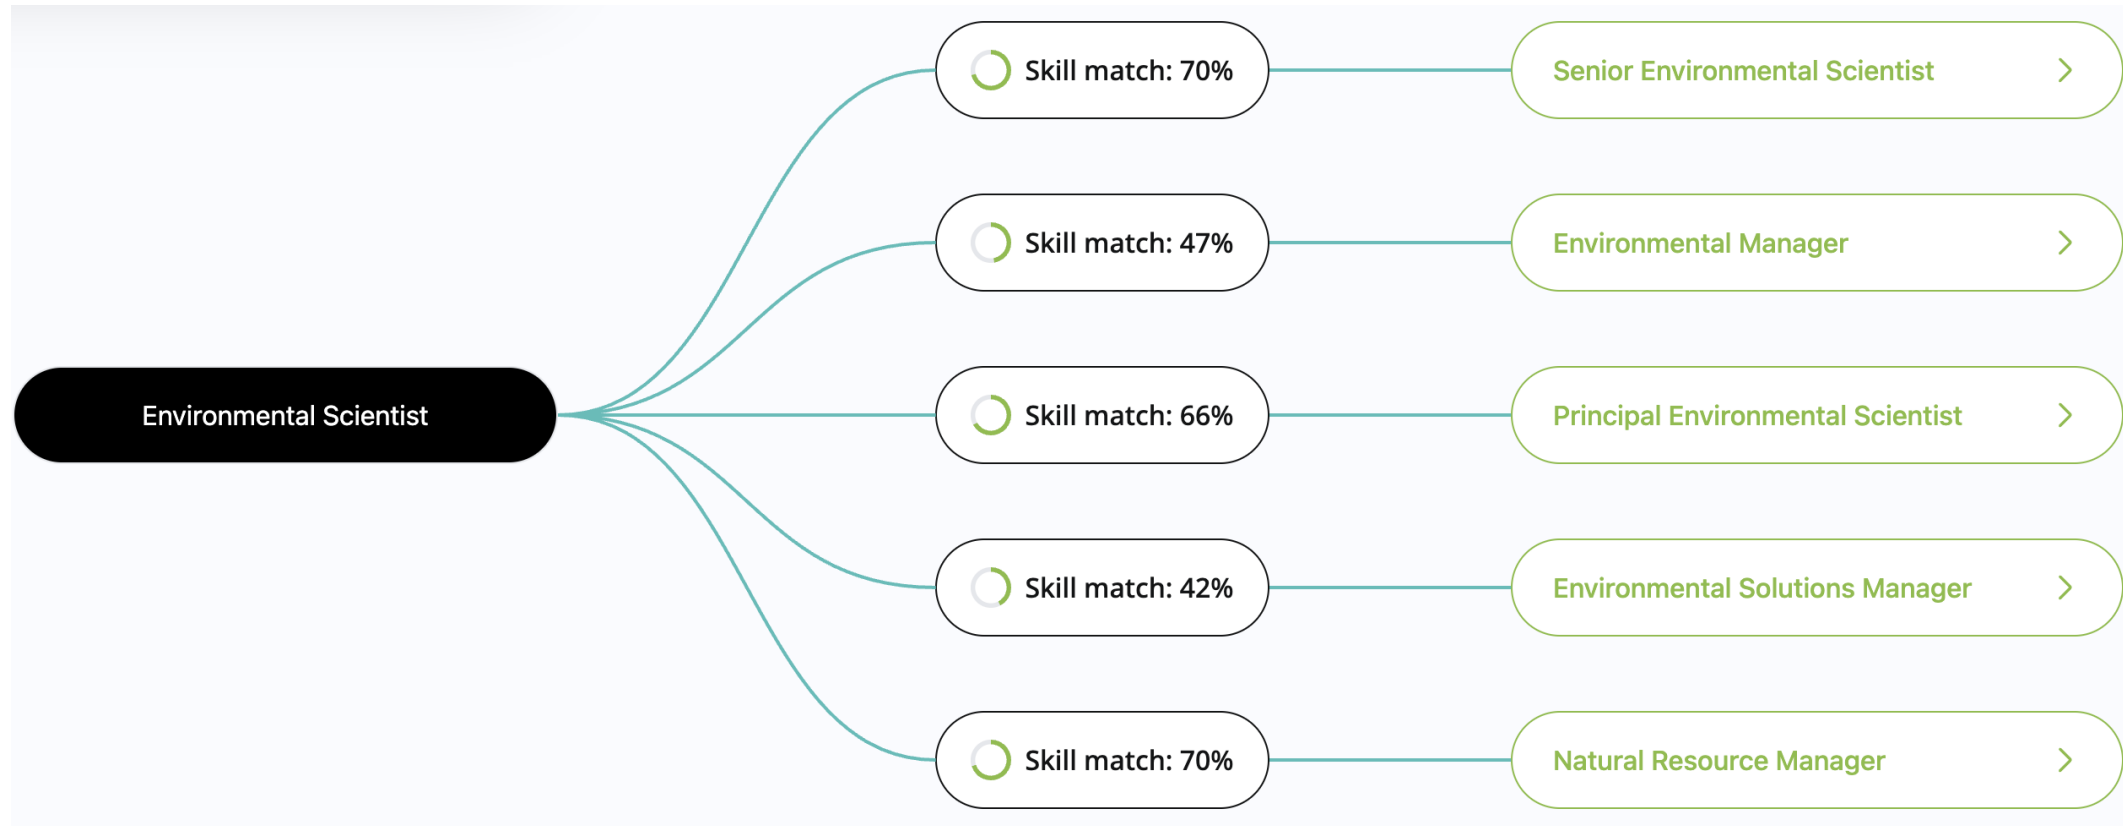 Skill match: 70%
Senior Environmental Scientist
Skill match: 47%
Environmental Manager
Environmental Scientist
Skill match: 66%
Principal Environmental Scientist
Skill match: 42%
Environmental Solutions Manager
Skill match: 70%
Natural Resource Manager